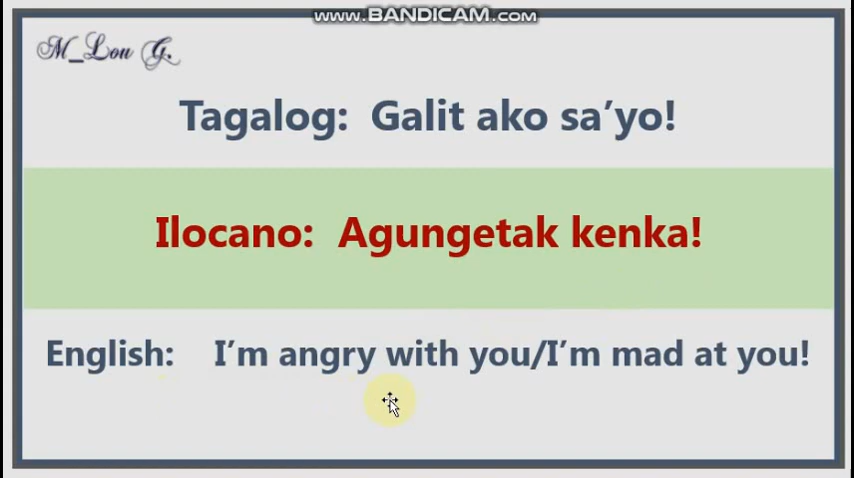 www.BANDICAM.com
M_Lou G.
Tagalog: Galit ako sa’yo!
Ilocano: Agungetak kenka!
English: I’m angry with you/I’m mad at you!